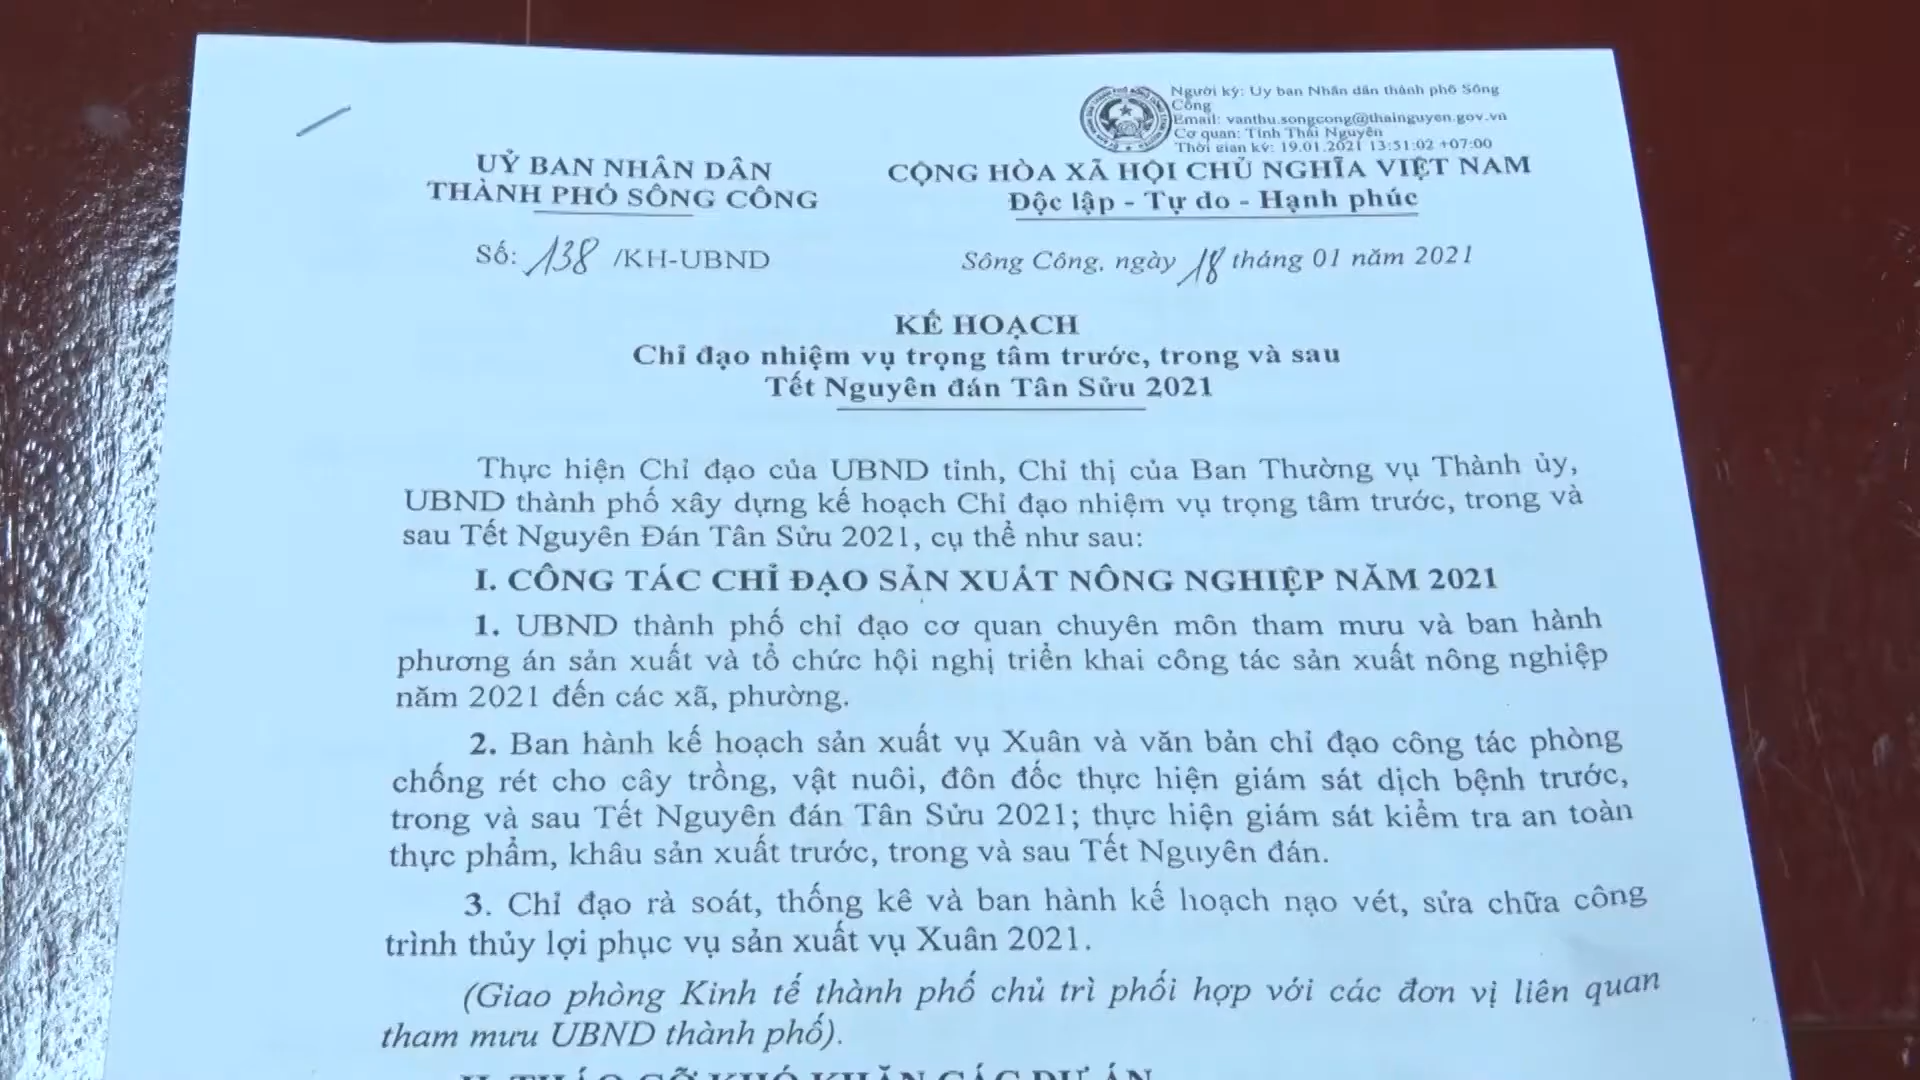 Người ký: Uy ban Nhân dân thành phố Sông
Công
Email: vanthu.songcong@thainguyen.gov.vn
Cơ quan: Tỉnh Thái Nguyên
Thời gian ký: 19.01.2021 13:51:02 +07:00
UỶ BAN NHÂN DÂN
THÀNH PHỐ SÔNG CÔNG
CỘNG HÒA XÃ HỘI CHỦ NGHĨA VIỆT NAM
Độc lập - Tự do - Hạnh phúc
Số: 138 /KH-UBND
Sông Công, ngày 18 tháng 01 năm 2021
KẾ HOẠCH
Chỉ đạo nhiệm vụ trọng tâm trước, trong và sau
Tết Nguyên đán Tân Sửu 2021
Thực hiện Chỉ đạo của UBND tỉnh, Chỉ thị của Ban Thường vụ Thành ủy,
UBND thành phố xây dựng kế hoạch Chỉ đạo nhiệm vụ trọng tâm trước, trong và
sau Tết Nguyên Đán Tân Sửu 2021, cụ thể như sau:
I. CÔNG TÁC CHỈ ĐẠO SẢN XUẤT NÔNG NGHIỆP NĂM 2021
1. UBND thành phố chỉ đạo cơ quan chuyên môn tham mưu và ban hành
phương án sản xuất và tổ chức hội nghị triển khai công tác sản xuất nông nghiệp
năm 2021 đến các xã, phường.
2. Ban hành kế hoạch sản xuất vụ Xuân và văn bản chỉ đạo công tác phòng
chống rét cho cây trồng, vật nuôi, đôn đốc thực hiện giám sát dịch bệnh trước,
trong và sau Tết Nguyên đán Tân Sửu 2021; thực hiện giám sát kiểm tra an toàn
thực phẩm, khâu sản xuất trước, trong và sau Tết Nguyên đán.
3. Chỉ đạo rà soát, thống kê và ban hành kế hoạch nạo vét, sửa chữa công
trình thủy lợi phục vụ sản xuất vụ Xuân 2021.
(Giao phòng Kinh tế thành phố chủ trì phối hợp với các đơn vị liên quan
tham mưu UBND thành phố).
II. THÁO GỠ KHÓ KHĂN CÁC DỰ ÁN